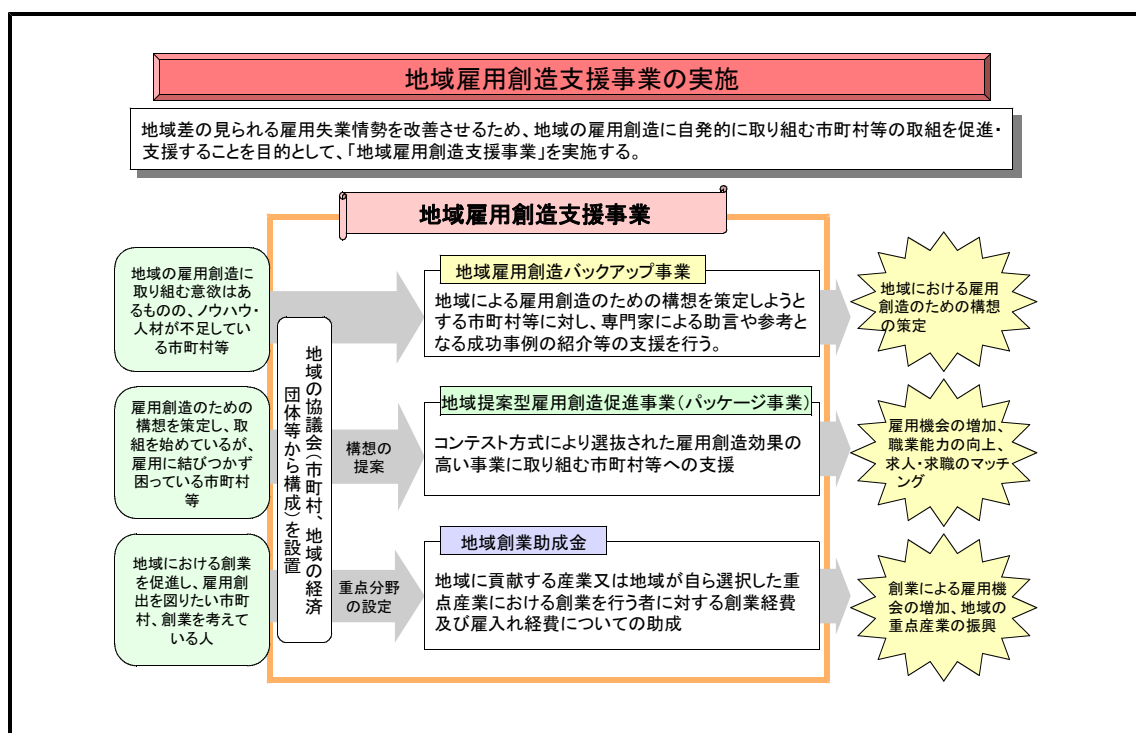 地域雇用創造支援事業の実施
地域差の見られる雇用失業情勢を改善させるため、地域の雇用創造に自発的に取り組む市町村等の取組を促進・
支援することを目的として、「地域雇用創造支援事業」を実施する。
地域雇用創造支援事業
地域の雇用創造に
取り組む意欲はあ
るものの、ノウハウ・
人材が不足してい
る市町村等
地域雇用創造バックアップ事業
地域による雇用創造のための構想を策定しようと
する市町村等に対し、専門家による助言や参考と
なる成功事例の紹介等の支援を行う。
地域における雇用
創造のための構想
の策定
地域の協議会(市町村、地域の経済
団体等から構成)を設置
雇用創造のための
構想を策定し、取
組を始めているが、
雇用に結びつかず
困っている市町村
等
構想の
提案
地域提案型雇用創造促進事業(パッケージ事業)
コンテスト方式により選抜された雇用創造効果の
高い事業に取り組む市町村等への支援
雇用機会の増加、
職業能力の向上、
求人・求職のマッチ
ング
地域における創業
を促進し、雇用創
出を図りたい市町
村、創業を考えて
いる人
重点分野
の設定
地域創業助成金
地域に貢献する産業又は地域が自ら選択した重
点産業における創業を行う者に対する創業経費
及び雇入れ経費についての助成
創業による雇用機
会の増加、地域の
重点産業の振興